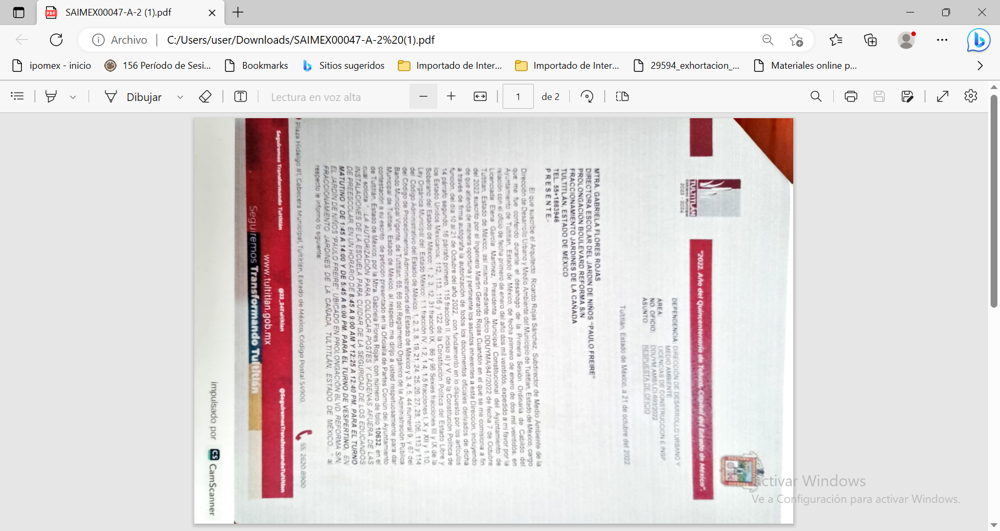 SAIMEX00047-A-2 (1).pdf
Archivo
C:/Users/user/Downloads/SAIMEX00047-A-2%20(1).pdf
ipomex - inicio
156 Período de Sesi...
Bookmarks
Sitios sugeridos
Importado de Inter...
Importado de Inter...
29594_exhortacion_...
Materiales online p...
Dibujar
Lectura en voz alta
1
de 2
TULTITLÁN
Gobierno Municipal
2022 - 2024
"2022. Año del Quincentenario de Toluca, Capital del Estado de México".
DEPENDENCIA: DIRECCIÓN DE DESARROLLO URBANO Y
MEDIO AMBIENTE
ÁREA: LICENCIAS DE CONSTRUCCION E INSP.
NO. OFICIO: DDUYM.AMB/LCI-693/2022
ASUNTO: RESPUESTA DE OFICIO
Tultitlán, Estado de México, a 21 de octubre del 2022
MTRA. GABRIELA FLORES ROJAS
DIRECTORA ESCOLAR DEL JARDIN DE NIÑOS "PAULO FREIRE"
PROLONGACIÓN BOULEVARD REFORMA S/N
FRACCIONAMIENTO JARDINES DE LA CAÑADA
TULTITLÁN, ESTADO DE MÉXICO
TEL. 55+1883946
P R E S E N T E.-
El que suscribe el Arquitecto Ricardo Rojas Sánchez, Subdirector de Medio Ambiente de la
Dirección de Desarrollo Urbano y Medio Ambiente del Municipio de Tultitlan, Estado de México, cargo
que me fue conferido durante el desahogo de la Primera Sesión Ordinaria de Cabildo del
Ayuntamiento de Tultitlan, Estado de México, de fecha primero de enero de dos mil veintidós, en
relación con el oficio de fecha primero de enero del año dos mil veintidós, expedido a mi favor por la
Licenciada Elena García Martínez, Presidenta Municipal Constitucional del Ayuntamiento de
Tultitlan, Estado de México, así mismo mediante oficio DDUYMA/847/2022 de fecha 7 de Octubre
del 2022 suscrito por el Ingeniero Martin Gerardo Rojas Cuandón en el que se me comisiona a fin
de que atienda de manera oportuna y pertinente los asuntos inherentes a esta Dirección, incluyendo
a través de firma autógrafa la autorización de todos los documentos oficiales derivados de dicha
función, del día 10 al 21 de Octubre del año 2022, con fundamento en lo dispuesto por los artículos
14 párrafo segundo, 16 párrafo primero, 115 fracción II, inciso a) y V, de la Constitución Política de
los Estado Unidos Mexicanos; 112, 113, 116 y 122 de la Constitución Política del Estado Libre y
Soberano del Estado de México; 1, 2, 3, 12, 31 fracción IX, 86 y 96 Sexies fracciones III y IX de la
Ley Orgánica Municipal del Estado México; 1.1 fracción IV, 1.2, 1.4, 1.5 fracciones I, X y XII y 1.10,
del Código Administrativo del Estado de México; 1, 2, 3, 8, 19, 21, 24, 25, 26, 27, 28, 106, 113 y 114
del Código de Procedimientos Administrativos del Estado de México y 3, 4, 5, 44 numeral 9, y 67 del
Bando Municipal Vigente, de Tultitlan, 65, 66 del Reglamento Orgánico de la Administración Pública
Municipal de Tultitlan, Estado de México, al respecto me dirijo a usted respetuosamente para dar
contestación a su escrito de petición presentado en la Oficialía de Partes Común del Ayuntamiento
de Tultitlán, Estado de México, por la Mtra. Gabriela Flores Rojas, con número de folio 10632, en el
cual solicita "...LA AUTORIZACIÓN PARA COLOCAR POSTES Y CADENAS AFUERA DE LAS
INSTALACIONES DE LA ESCUELA PARA CUIDAR DE LA SEGURIDAD DE LOS EDUCANDOS
DE PREESCOLAR, EN UN HORARIO DE 8:45 A 9:00 AM Y 12:25 A 12:40 PM. PARA EL TURNO
MATUTINO Y DE 1:45 A 14:00 Y DE 5:45 A 6:00 PM. PARA EL TURNO DE VESPERTINO, EN
EL JARDÍN DE NIÑOS "PAULO FREIRE", UBICADO EN PROLONGACIÓN BLVD. REFORMA S/N,
FRACCIONAMIENTO JARDINES DE LA CAÑADA, TULTITLÁN, ESTADO DE MÉXICO..." al
respecto le informo lo siguiente:
Plaza Hidalgo #1, Cabecera Municipal, Tultitlán, Estado de México, Código Postal 54900.
55. 2620.8900
Seguiremos Transformando Tultitlán
@22_24Tultitlan
@SeguiremosTransformandoTultitlan
www.tultitlan.gob.mx
Seguiremos Transformando Tultitlán
impulsado por CS CamScanner
Activar Windows
Ve a Configuración para activar Windows.